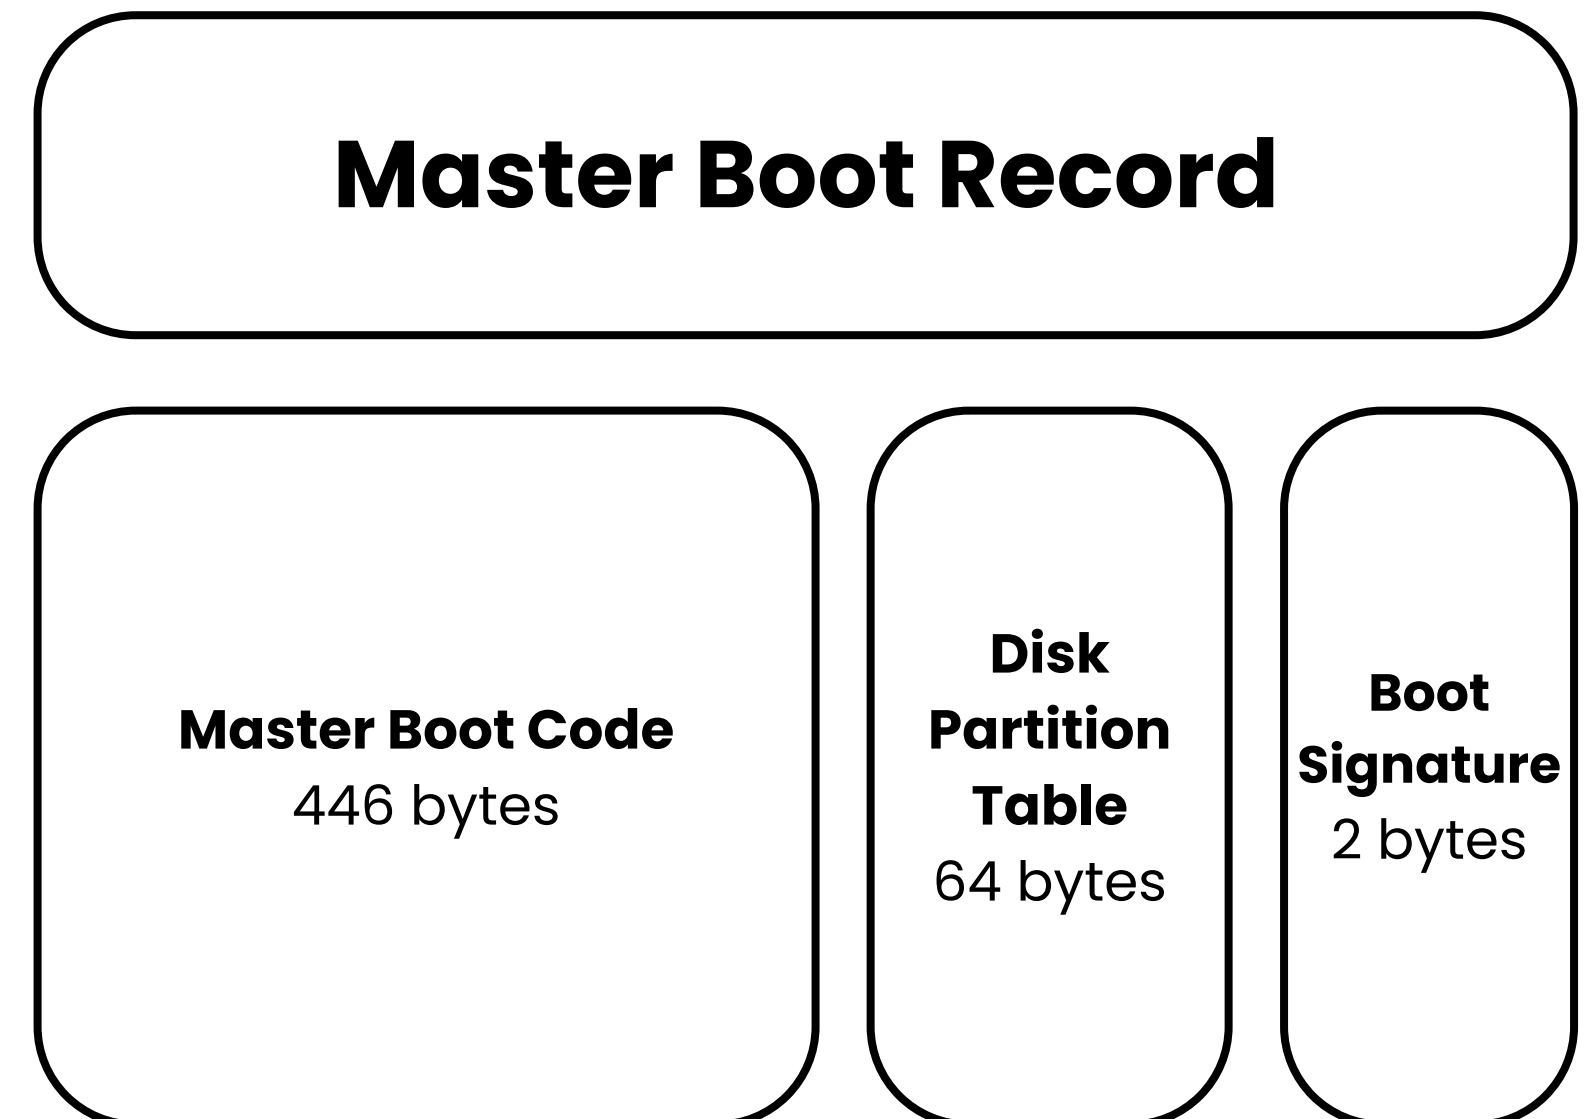 Master Boot Record
Master Boot Code
446 bytes
Disk
Partition
Table
64 bytes
Boot
Signature
2 bytes